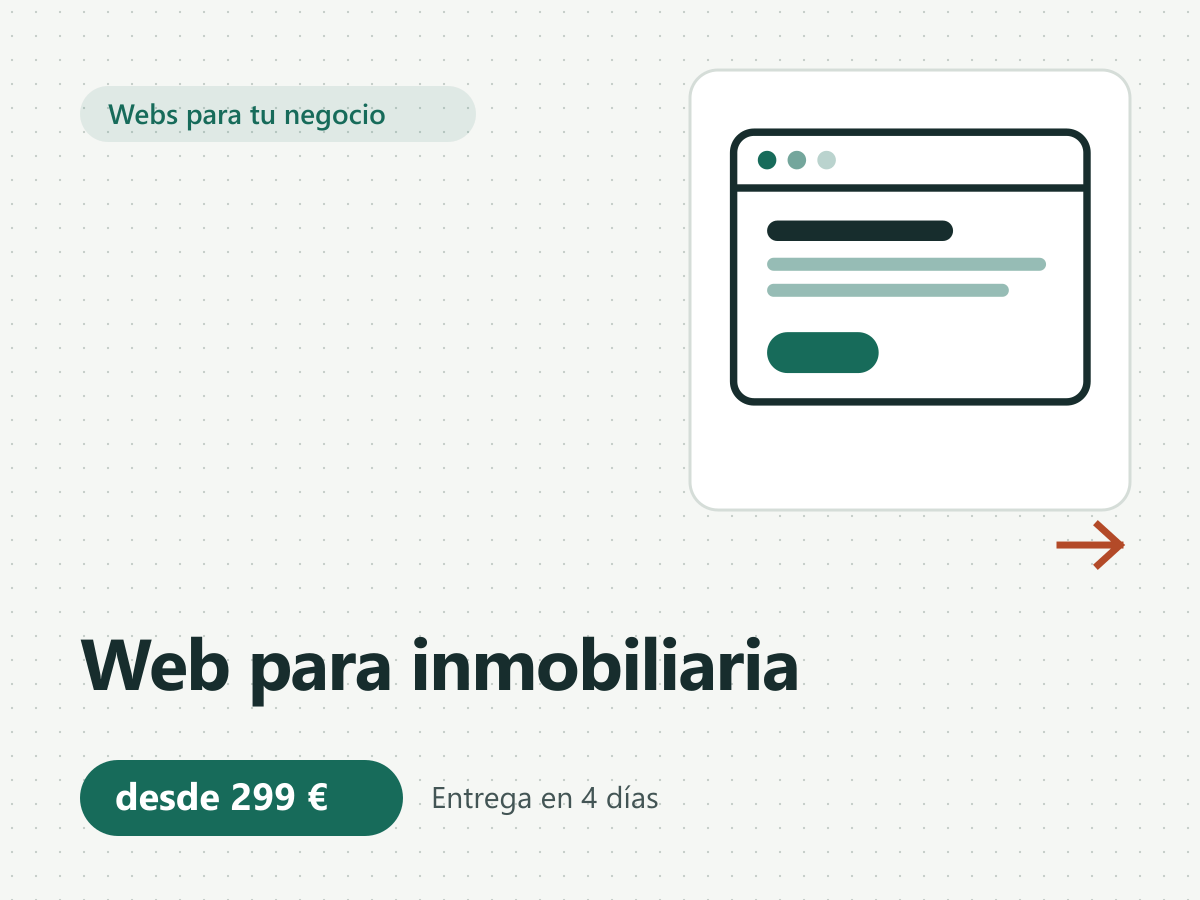 Webs para tu negocio
Web para inmobiliaria
desde 299 €
Entrega en 4 días